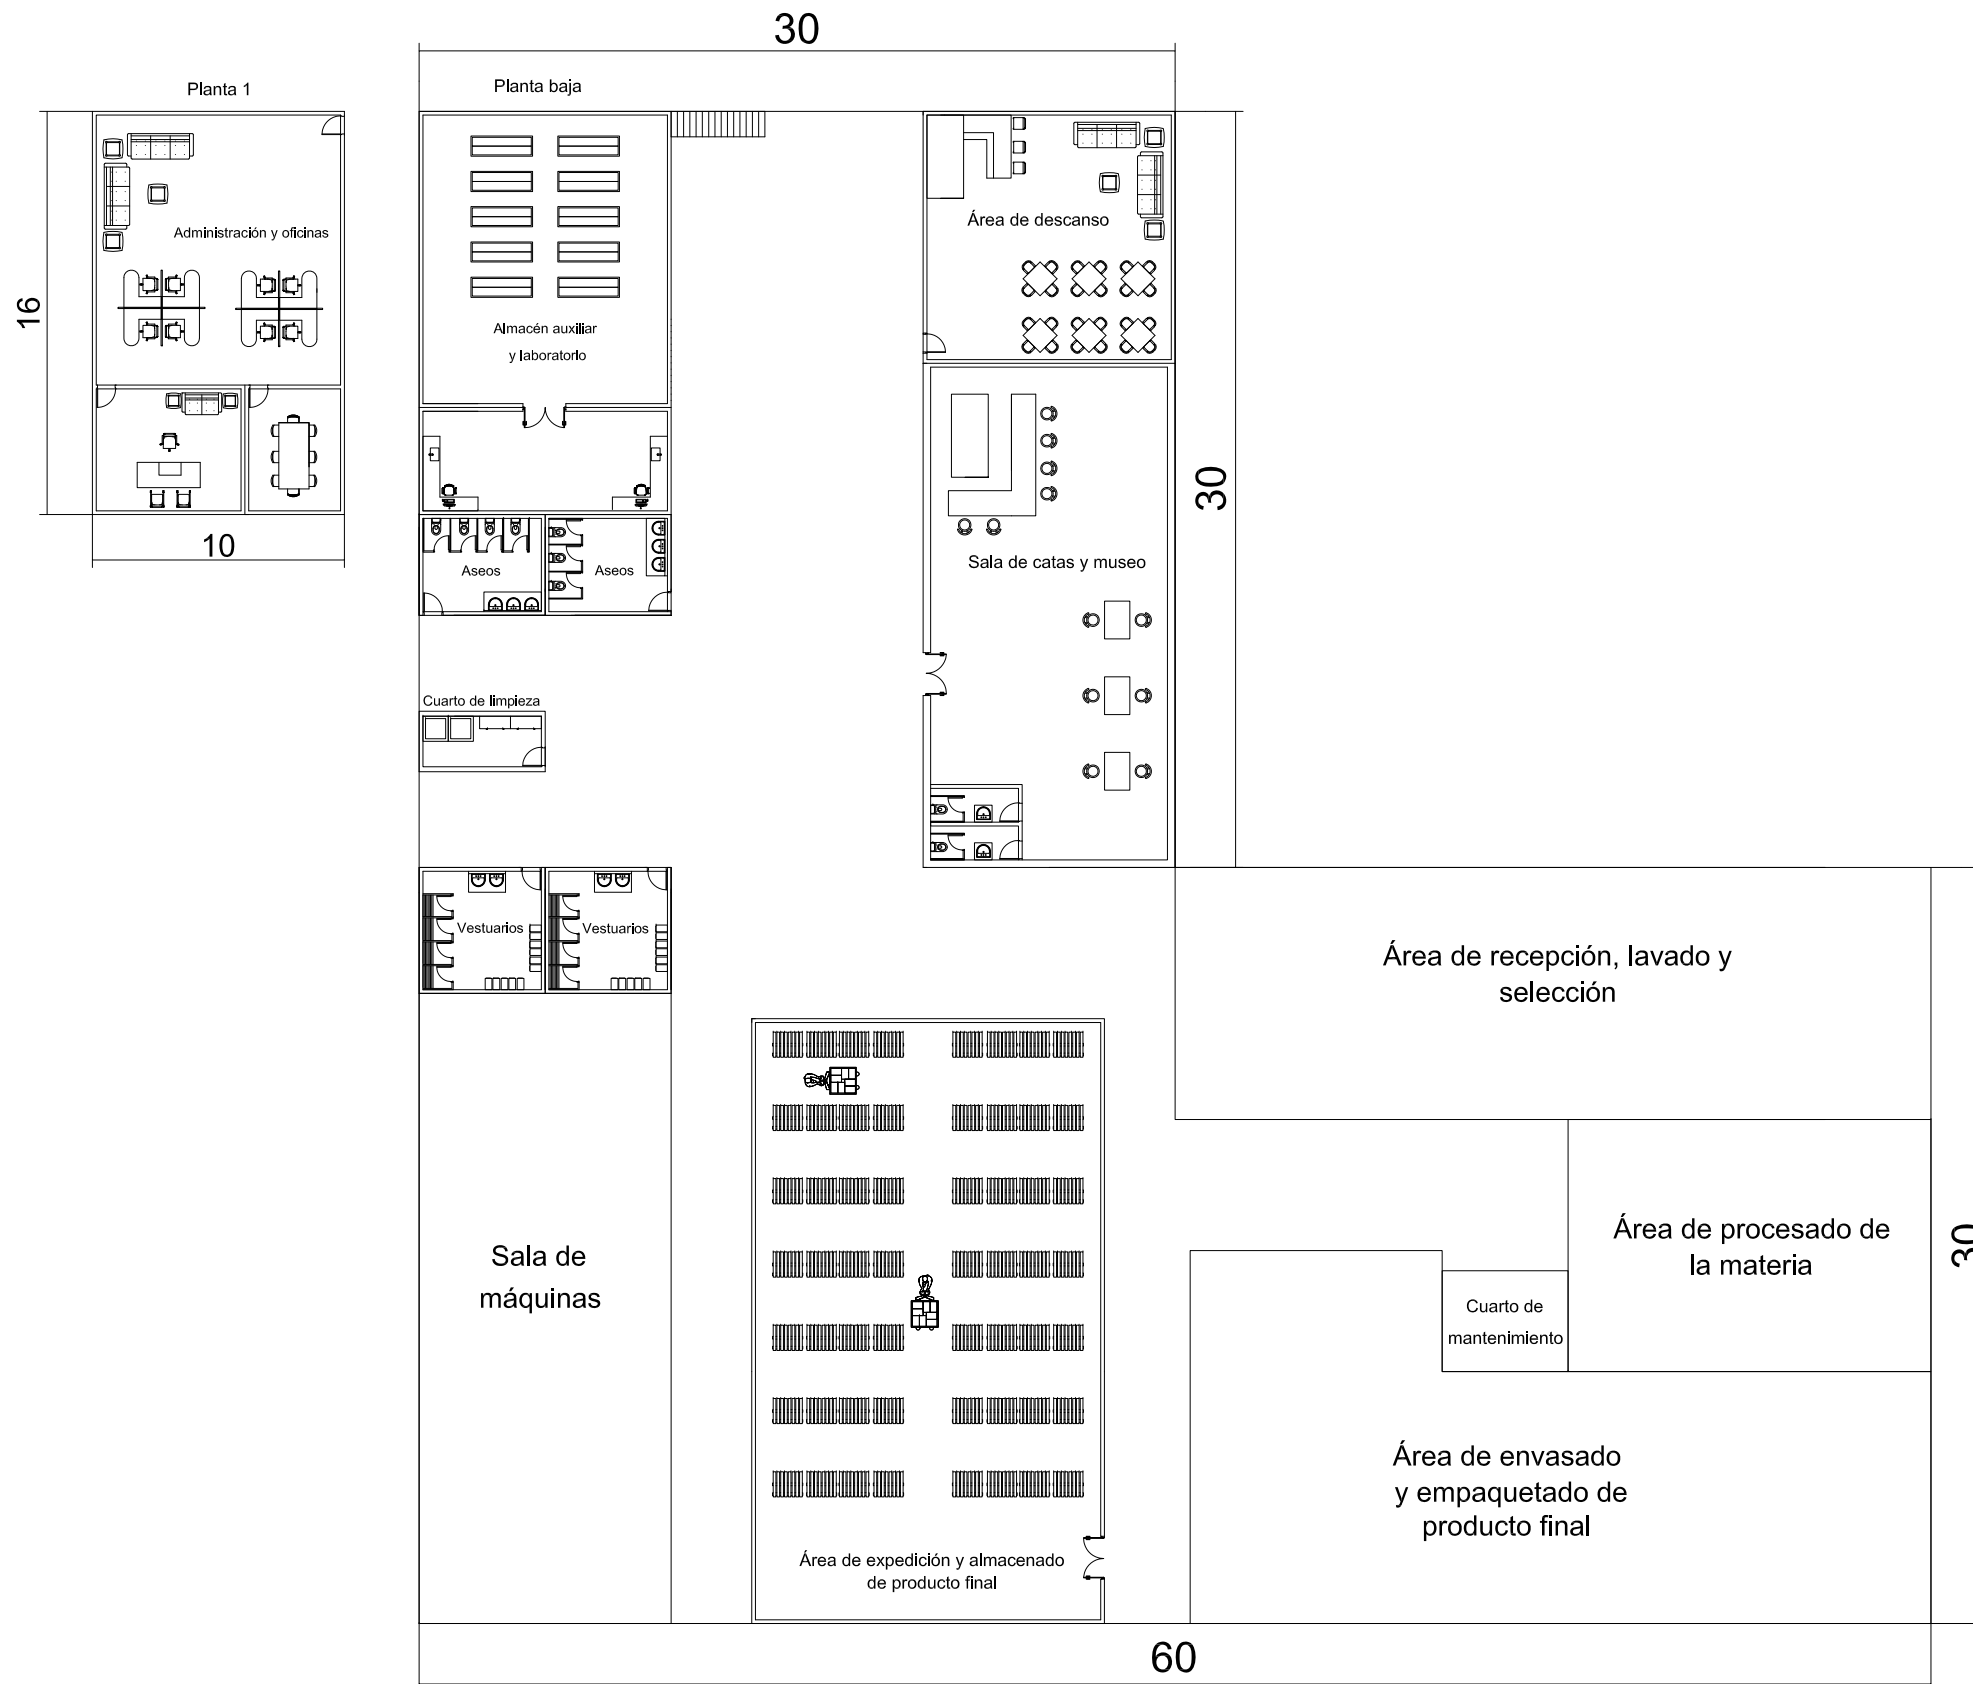 30
Planta 1
Planta baja
Administración y oficinas
16
10
Almacén auxiliar
y laboratorio
Área de descanso
30
Aseos
Aseos
Sala de catas y museo
Cuarto de limpieza
Vestuarios
Vestuarios
Área de recepción, lavado y
selección
Sala de
máquinas
Área de procesado de
la materia
30
Cuarto de
mantenimiento
Área de envasado
y empaquetado de
producto final
Área de expedición y almacenado
de producto final
60